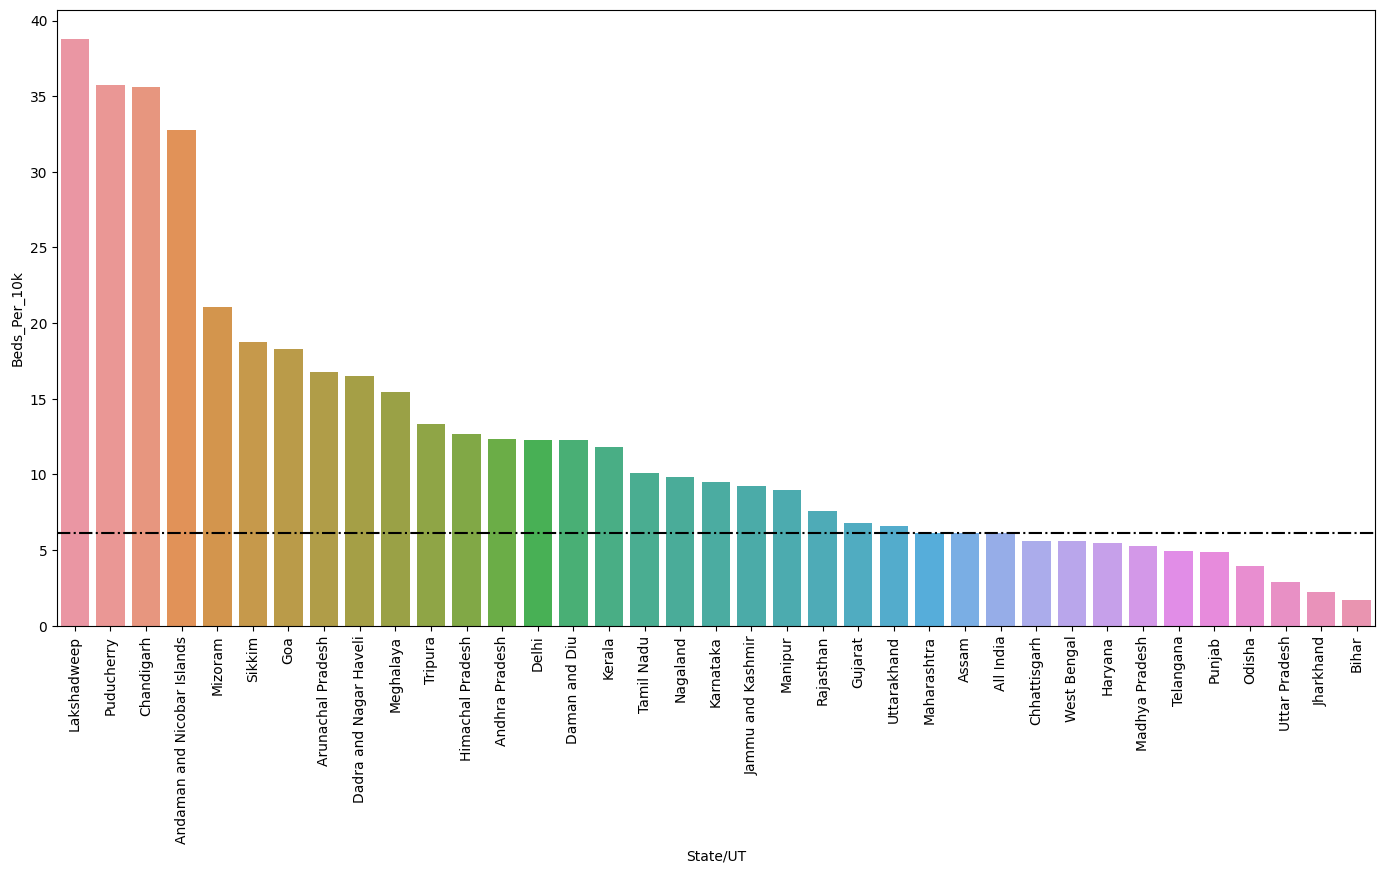 40
35
30
25
20
15
10
5
0
Beds_Per_10k
Lakshadweep
Puducherry
Chandigarh
Andaman and Nicobar Islands
Mizoram
Sikkim
Goa
Arunachal Pradesh
Dadra and Nagar Haveli
Meghalaya
Tripura
Himachal Pradesh
Andhra Pradesh
Delhi
Daman and Diu
Kerala
Tamil Nadu
Nagaland
Karnataka
Jammu and Kashmir
Manipur
Rajasthan
Gujarat
Uttarakhand
Maharashtra
Assam
All India
Chhattisgarh
West Bengal
Haryana
Madhya Pradesh
Telangana
Punjab
Odisha
Uttar Pradesh
Jharkhand
Bihar
State/UT